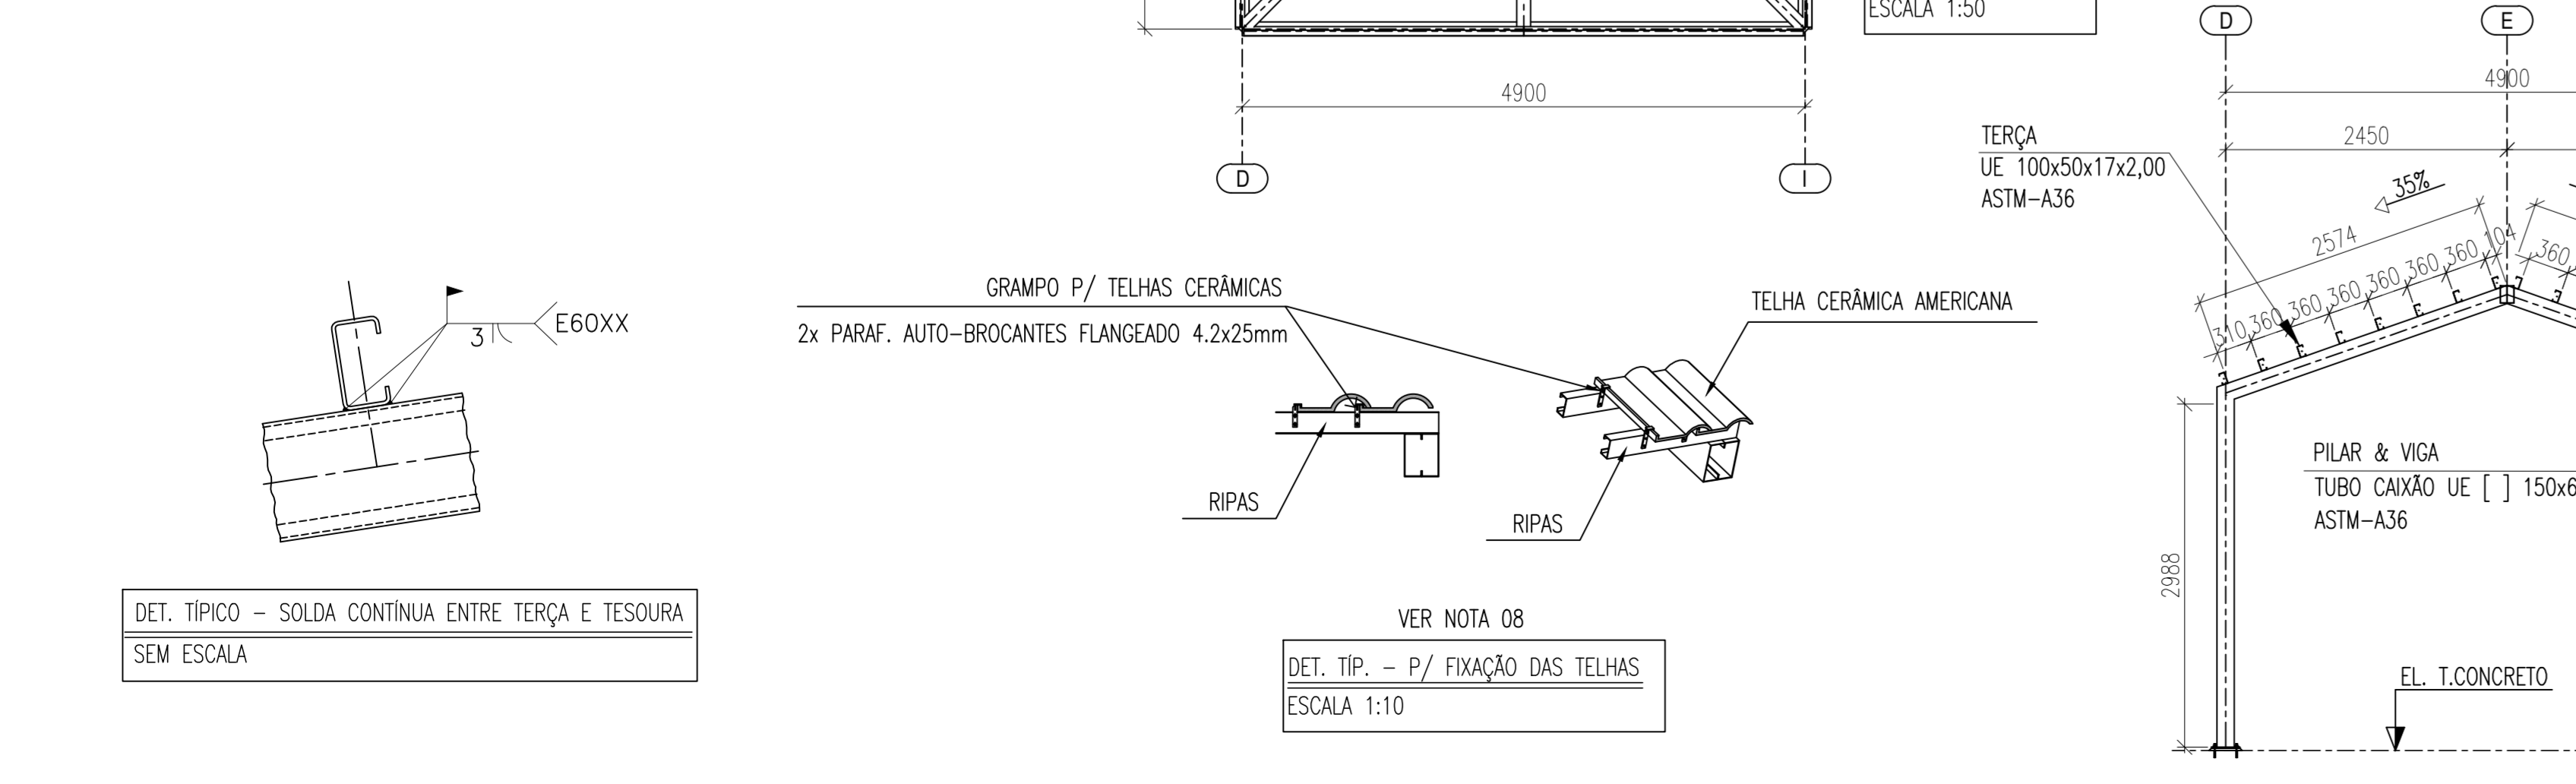 ESCALA 1:50
D
E
4900
4900
D
I
TERÇA
UE 100x50x17x2,00
ASTM-A36
2450
35%
2574
310
360
360
360
360
360
360
104
360
E60XX
3
GRAMPO P/ TELHAS CERÂMICAS
2x PARAF. AUTO-BROCANTES FLANGEADO 4.2x25mm
TELHA CERÂMICA AMERICANA
RIPAS
RIPAS
PILAR & VIGA
TUBO CAIXÃO UE [ ] 150x6
ASTM-A36
2988
DET. TÍPICO - SOLDA CONTÍNUA ENTRE TERÇA E TESOURA
SEM ESCALA
VER NOTA 08
DET. TÍP. - P/ FIXAÇÃO DAS TELHAS
ESCALA 1:10
EL. T.CONCRETO